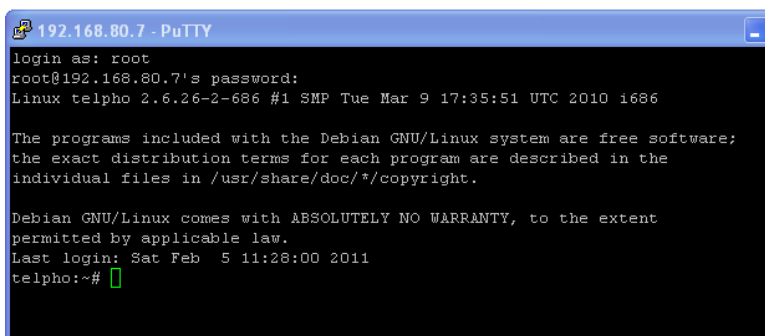 192.168.80.7 - PuTTY
login as: root
root@192.168.80.7's password:
Linux telpho 2.6.26-2-686 #1 SMP Tue Mar 9 17:35:51 UTC 2010 i686
The programs included with the Debian GNU/Linux system are free software;
the exact distribution terms for each program are described in the
individual files in /usr/share/doc/*/copyright.
Debian GNU/Linux comes with ABSOLUTELY NO WARRANTY, to the extent
permitted by applicable law.
Last login: Sat Feb  5 11:28:00 2011
telpho:~#